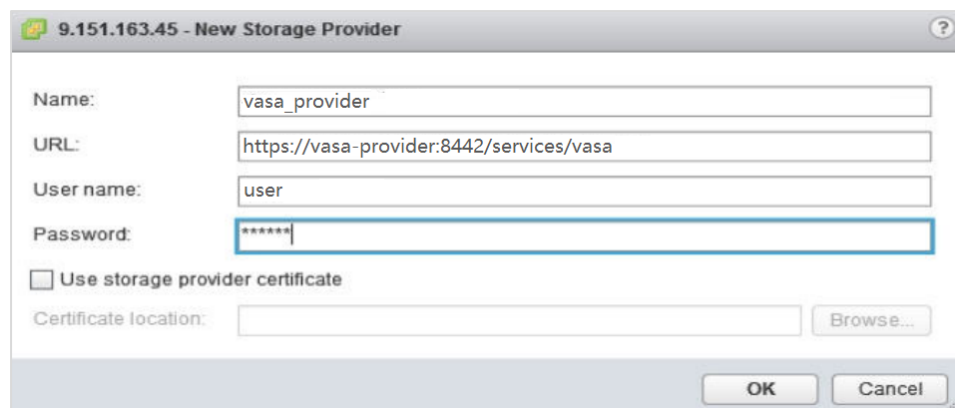 9.151.163.45 - New Storage Provider ?
Name: vasa_provider
URL: https://vasa-provider:8442/services/vasa
User name: user
Password: ******
Use storage provider certificate
Certificate location: Browse...
OK Cancel